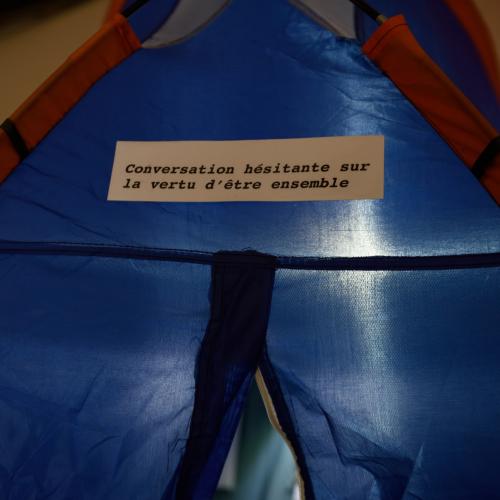 Conversation hésitante sur
la vertu d'être ensemble